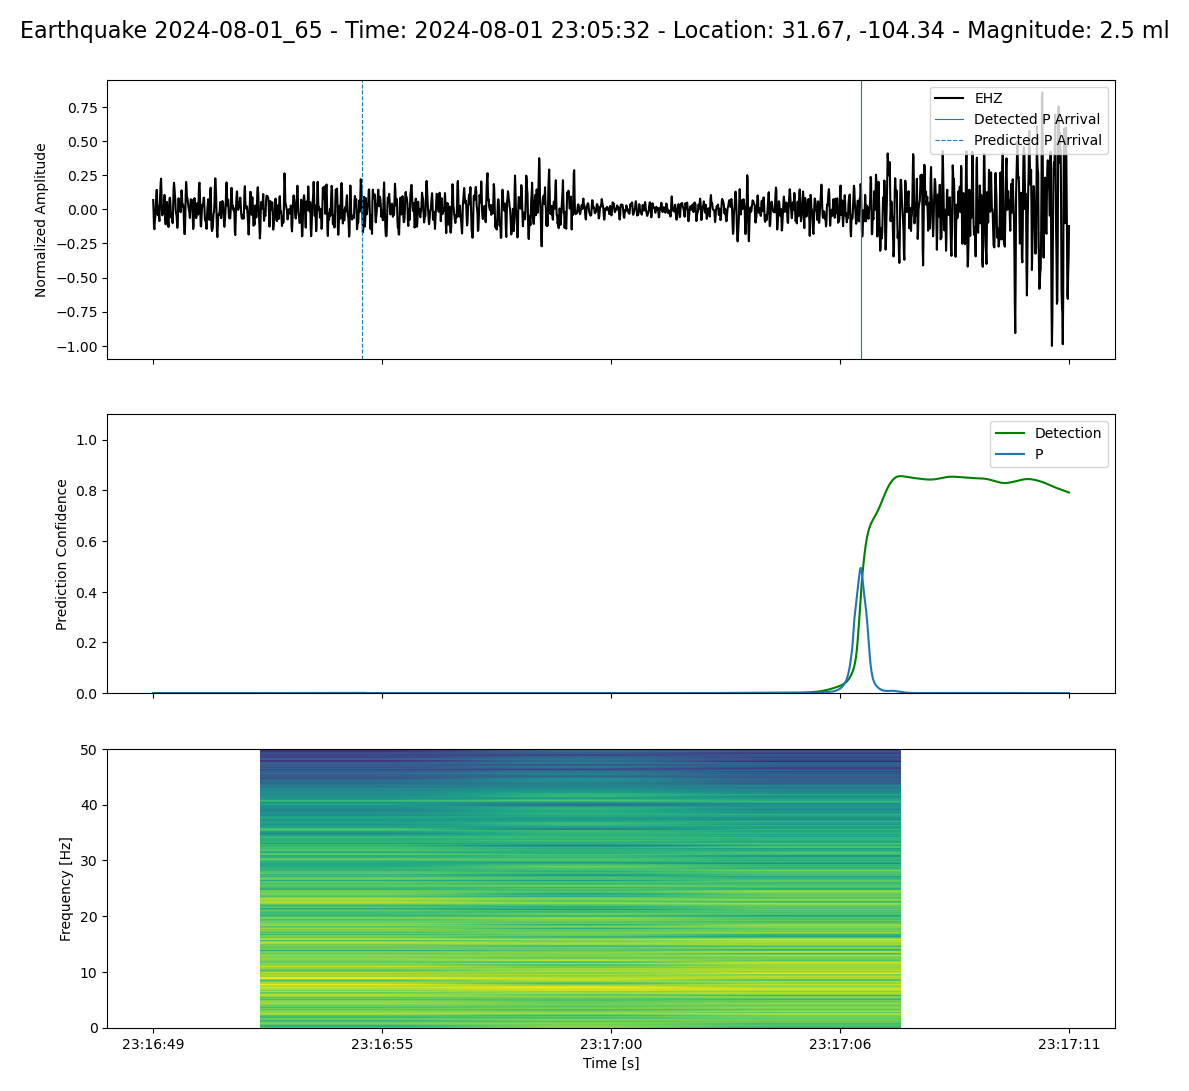 Earthquake 2024-08-01_65 - Time: 2024-08-01 23:05:32 - Location: 31.67, -104.34 - Magnitude: 2.5 ml
Normalized Amplitude
0.75
0.50
0.25
0.00
−0.25
−0.50
−0.75
−1.00
EHZ
Detected P Arrival
Predicted P Arrival
Prediction Confidence
1.0
0.8
0.6
0.4
0.2
0.0
Detection
P
Frequency [Hz]
50
40
30
20
10
0
23:16:49 23:16:55 23:17:00 23:17:06 23:17:11
Time [s]